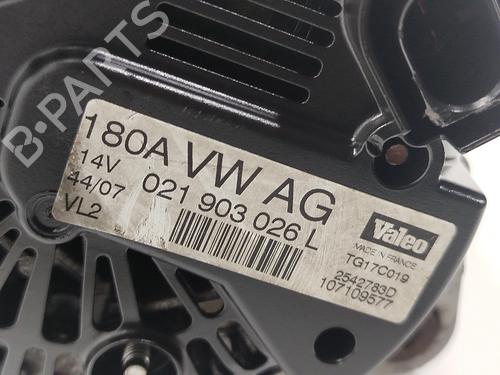 B-PARTS
180A VW AG
14V
021 903 026 L
44/07
VL2
Valeo
MADE IN FRANCE
TG17C019
2542783D
107109577